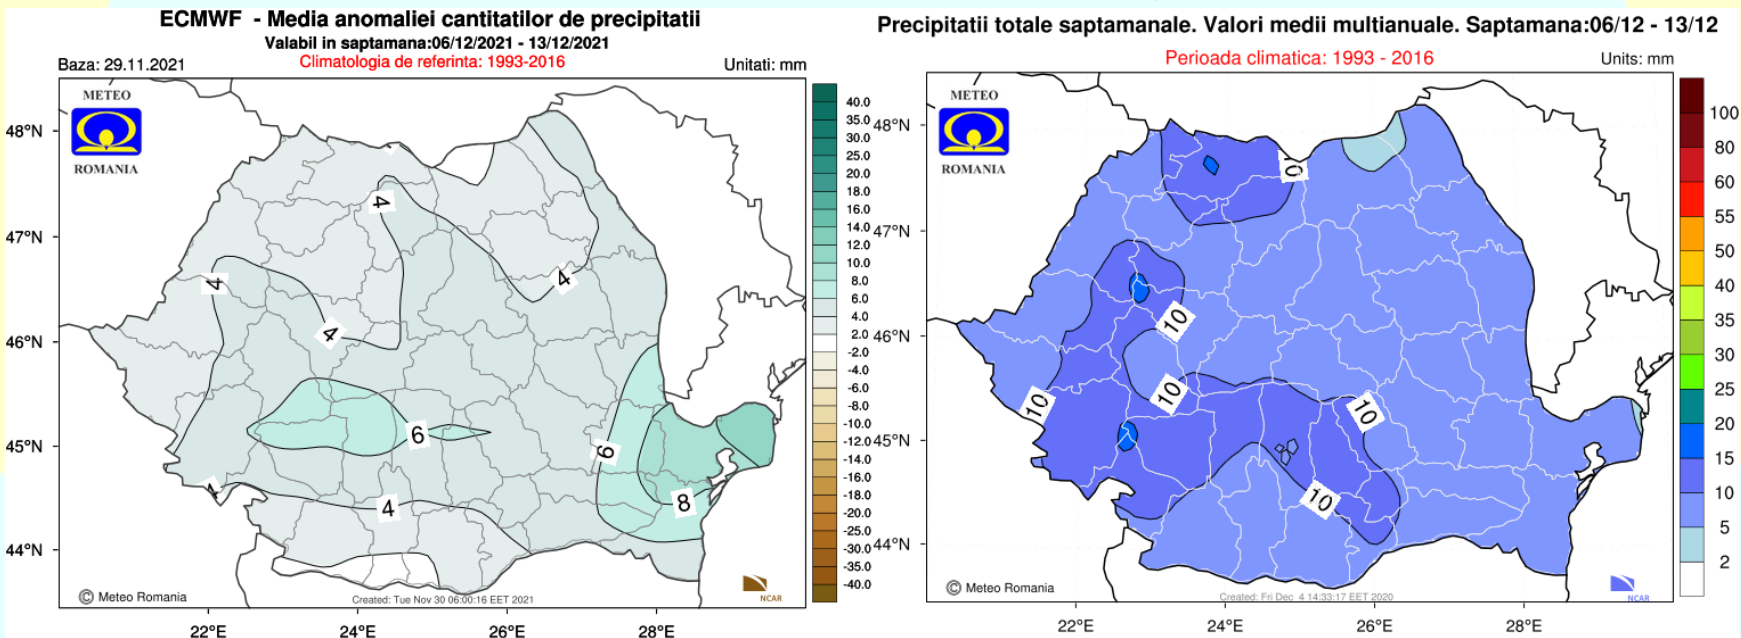 ECMWF - Media anomaliei cantitatilor de precipitatii
Valabil in saptamana:06/12/2021 - 13/12/2021
Baza: 29.11.2021
Climatologia de referinta: 1993-2016
Unitati: mm
METEO
ROMANIA
48°N
47°N
46°N
45°N
44°N
4
4
4
4
6
6
8
4
4
40.0
35.0
30.0
25.0
20.0
18.0
16.0
14.0
12.0
10.0
8.0
6.0
4.0
2.0
-2.0
-4.0
-6.0
-8.0
-10.0
-12.0
-14.0
-16.0
-18.0
-20.0
-25.0
-30.0
-35.0
-40.0
© Meteo Romania
Created: Tue Nov 30 06:00:16 EET 2021
NCAR
22°E
24°E
26°E
28°E
Precipitatii totale saptamanale. Valori medii multianuale. Saptamana:06/12 - 13/12
Perioada climatica: 1993 - 2016
Units: mm
METEO
ROMANIA
48°N
47°N
46°N
45°N
44°N
0
10
10
10
10
10
100
80
60
55
50
40
35
30
25
20
15
10
5
2
© Meteo Romania
Created: Fri Dec 4 14:33:17 EET 2020
NCAR
22°E
24°E
26°E
28°E